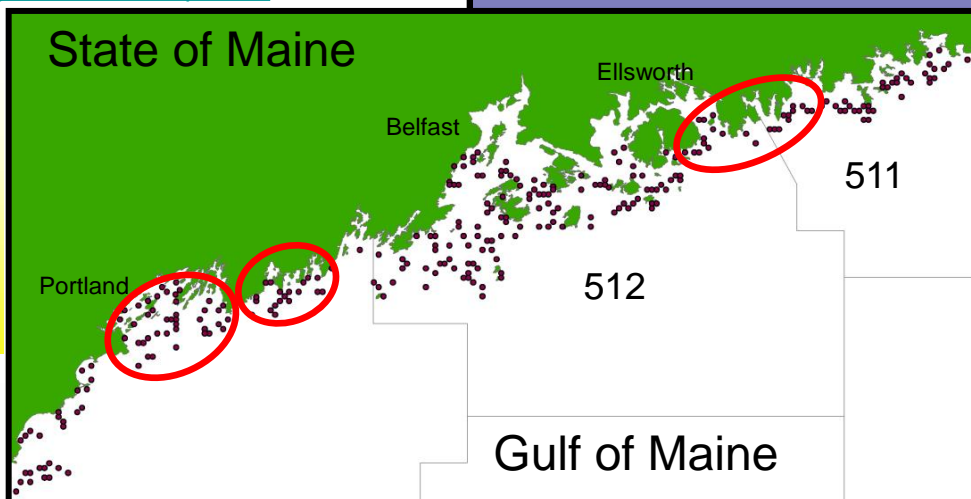 State of Maine
Ellsworth
Belfast
511
Portland
512
Gulf of Maine